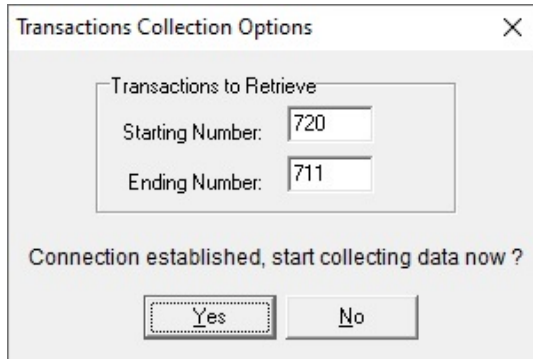 Transactions Collection Options
Transactions to Retrieve
Starting Number: 720
Ending Number: 711
Connection established, start collecting data now ?
Yes No